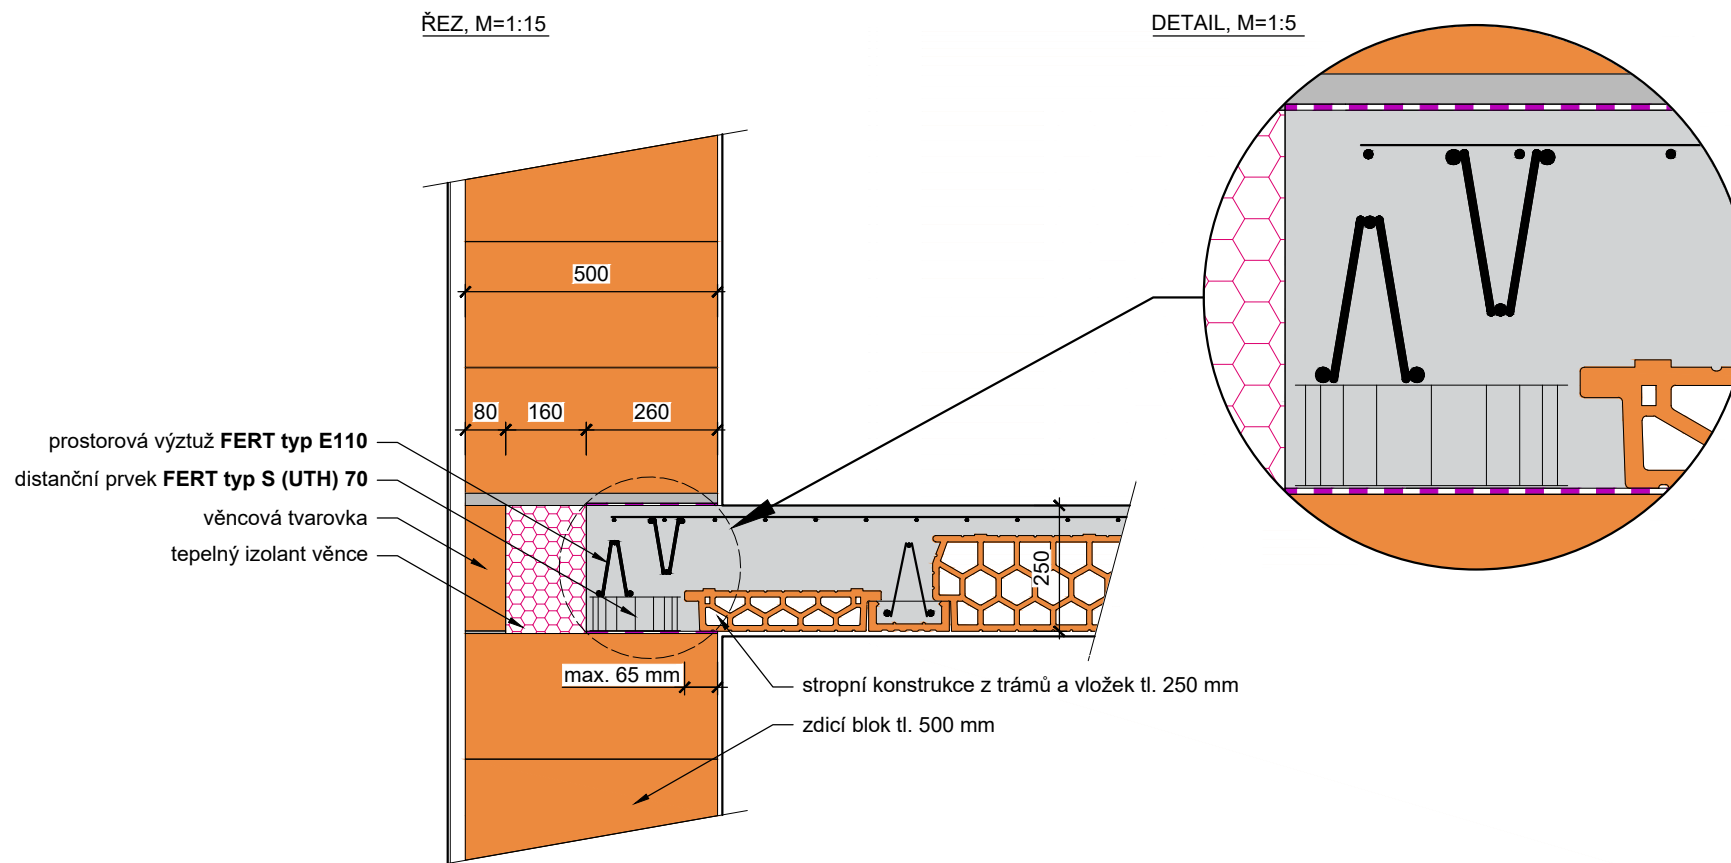 ŘEZ, M=1:15
DETAIL, M=1:5
500
80
160
260
prostorová výztuž FERT typ E110
distanční prvek FERT typ S (UTH) 70
věncová tvarovka
tepelný izolant věnce
250
max. 65 mm
stropní konstrukce z trámů a vložek tl. 250 mm
zdicí blok tl. 500 mm